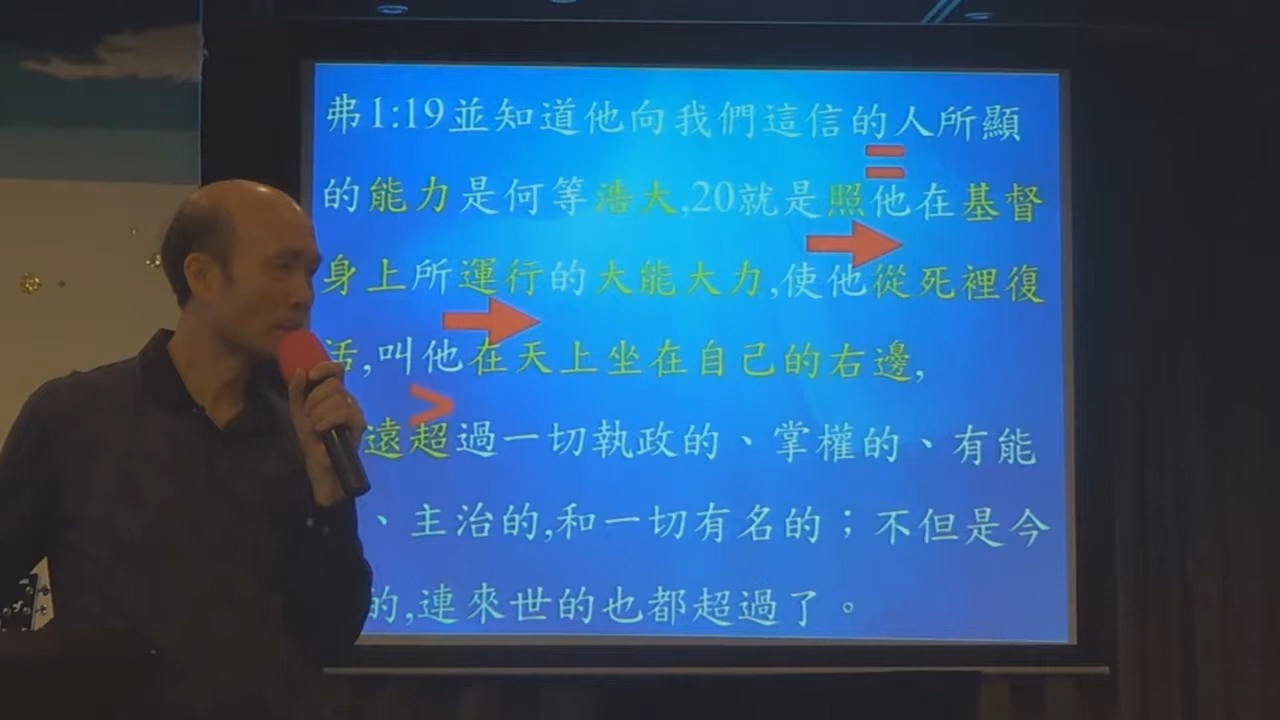 弗1:19並知道他向我們這信的人所顯
的能力是何等浩大,20就是照他在基督
身上所運行的大能大力,使他從死裡復
活,叫他在天上坐在自己的右邊,
遠超過一切執政的、掌權的、有能
、主治的,和一切有名的；不但是今
的,連來世的也都超過了。